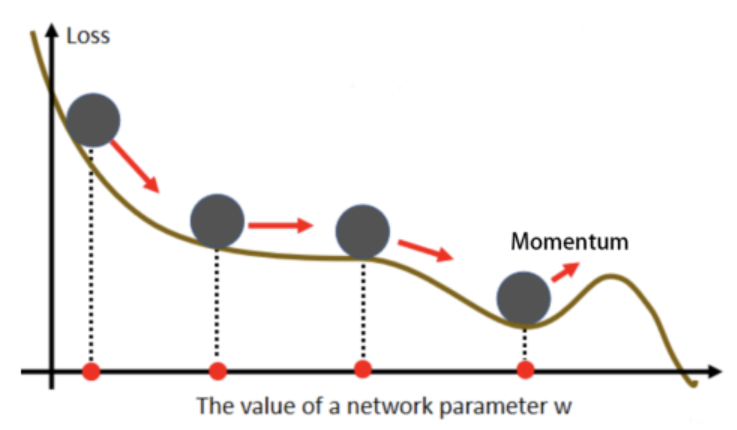 Loss
Momentum
The value of a network parameter w